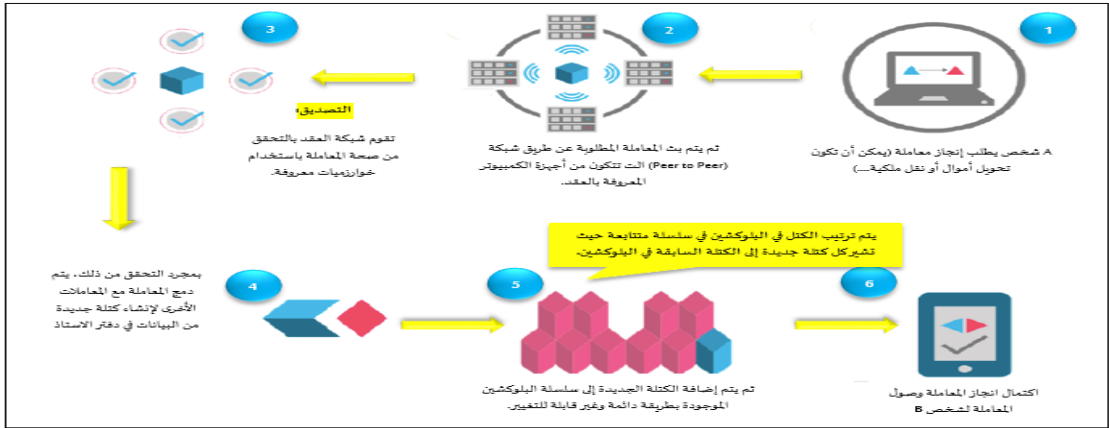 1
A شخص يطلب إنجاز معاملة (يمكن أن تكون
تحويل أموال أو نقل ملكية....)
2
ثم يتم بث المعاملة المطلوبة عن طريق شبكة
(Peer to Peer) الت تتكون من أجهزة الكمبيوتر
المعروفة بالعقد.
3
التصديق:
تقوم شبكة العقد بالتحقق
من صحة المعاملة باستخدام
خوارزميات معروفة.
4
بمجرد التحقق من ذلك، يتم
دمج المعاملة مع المعاملات
الأخرى لإنشاء كتلة جديدة
من البيانات في دفتر الاستاذ
يتم ترتيب الكتل في البلوكشين في سلسلة متتابعة حيث
تشير كل كتلة جديدة إلى الكتلة السابقة في البلوكشين.
5
ثم يتم إضافة الكتلة الجديدة إلى سلسلة البلوكشين
الموجودة بطريقة دائمة وغير قابلة للتغيير.
6
اكتمال انجاز المعاملة وصول
المعاملة لشخص B